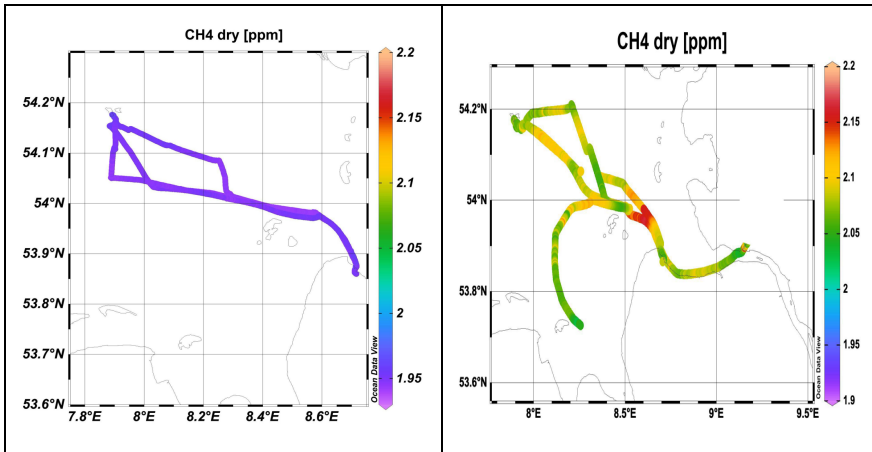 CH4 dry [ppm]
54.2°N
54.1°N
54°N
53.9°N
53.8°N
53.7°N
53.6°N
7.8°E 8°E 8.2°E 8.4°E 8.6°E
2.2
2.15
2.1
2.05
2
1.95
Ocean Data View
CH4 dry [ppm]
54.2°N
54°N
53.8°N
53.6°N
8°E 8.5°E 9°E 9.5°E
2.2
2.15
2.1
2.05
2
1.95
1.9
Ocean Data View